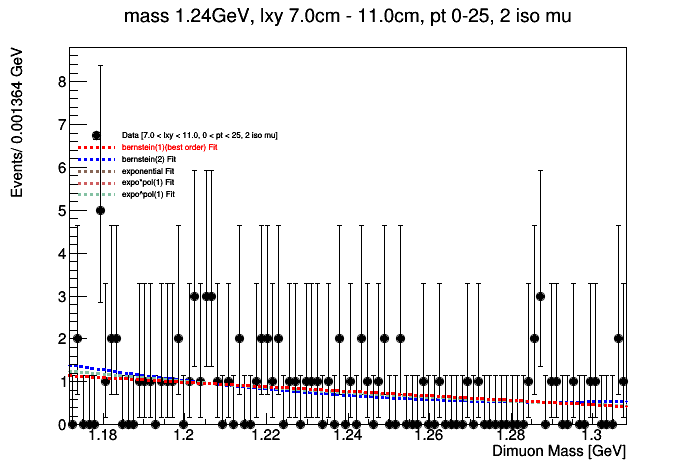 mass 1.24GeV, lxy 7.0cm - 11.0cm, pt 0-25, 2 iso mu
Events/ 0.001364 GeV
8
7
6
5
4
3
2
1
0
Data [7.0 < lxy < 11.0, 0 < pt < 25, 2 iso mu]
bernstein(1)(best order) Fit
bernstein(2) Fit
exponential Fit
expo*pol(1) Fit
expo*pol(1) Fit
1.18
1.2
1.22
1.24
1.26
1.28
1.3
Dimuon Mass [GeV]